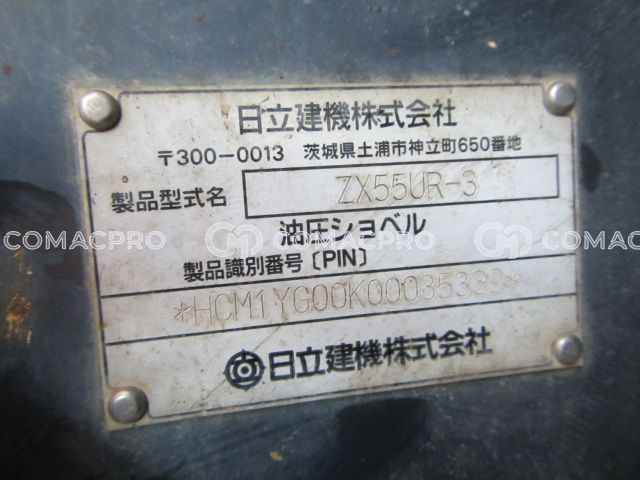 日立建機株式会社
〒300-0013 茨城県土浦市神立町650番地
製品型式名 ZX55UR-3
油圧ショベル
製品識別番号〔PIN〕
*HCM1YG00K00035339*
日立建機株式会社
COMACPRO COMACPRO COMACPRO